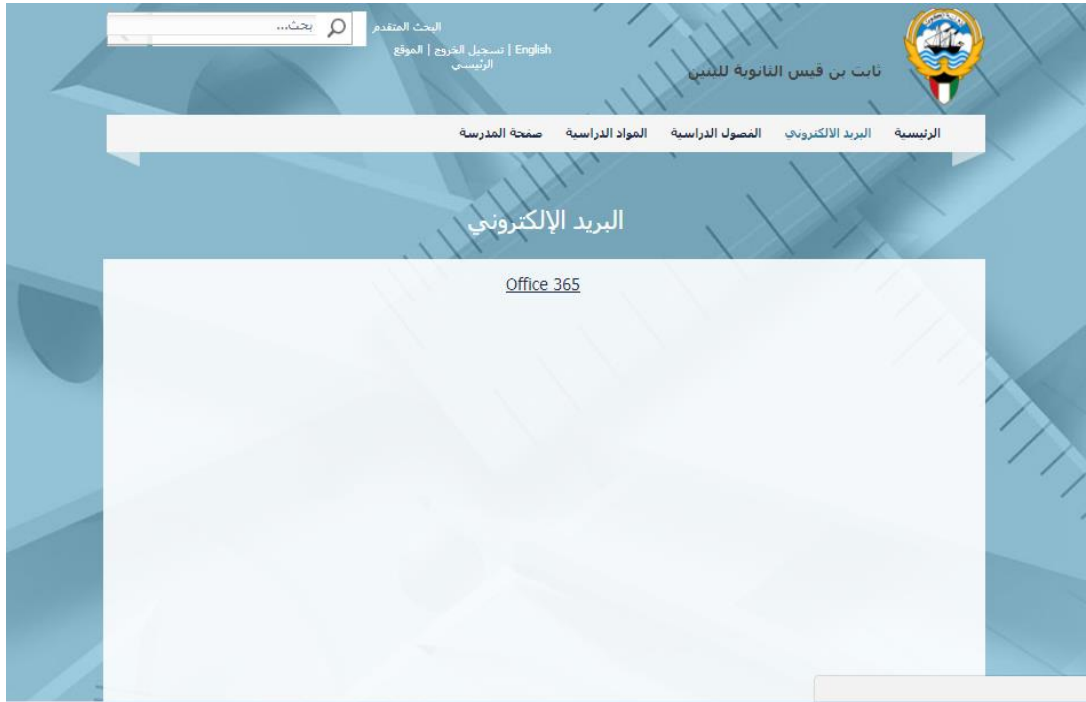 بحث...
البحث المتقدم
English | تسجيل الخروج | الموقع
الرئيسي
ثابت بن قيس الثانوية للبنين
الرئيسية البريد الالكتروني الفصول الدراسية المواد الدراسية صفحة المدرسة
البريد الإلكتروني
Office 365